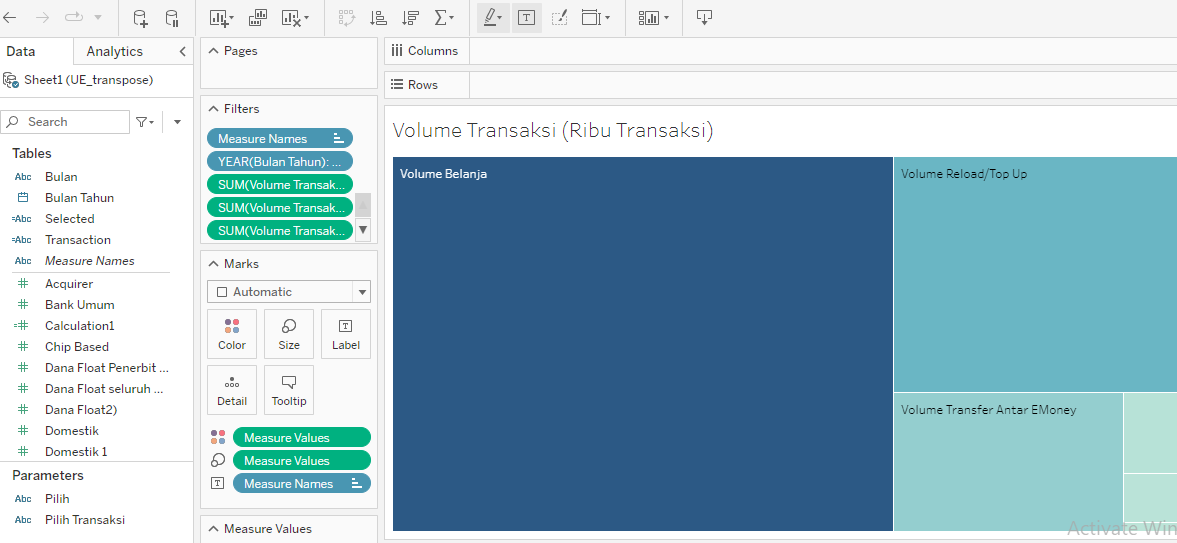 Data
Analytics
Sheet1 (UE_transpose)
Search
Tables
Abc Bulan
Bulan Tahun
=Abc Selected
=Abc Transaction
Abc Measure Names
Acquirer
Bank Umum
Calculation1
Chip Based
Dana Float Penerbit ...
Dana Float seluruh ...
Dana Float2)
Domestik
Domestik 1
Parameters
Abc Pilih
Abc Pilih Transaksi
Pages
Filters
Measure Names
YEAR(Bulan Tahun): ...
SUM(Volume Transak...
SUM(Volume Transak...
SUM(Volume Transak...
Marks
Automatic
Color
Size
Label
Detail
Tooltip
Measure Values
Measure Values
Measure Names
Measure Values
Columns
Rows
Volume Transaksi (Ribu Transaksi)
Volume Belanja
Volume Reload/Top Up
Volume Transfer Antar EMoney
Activate Win